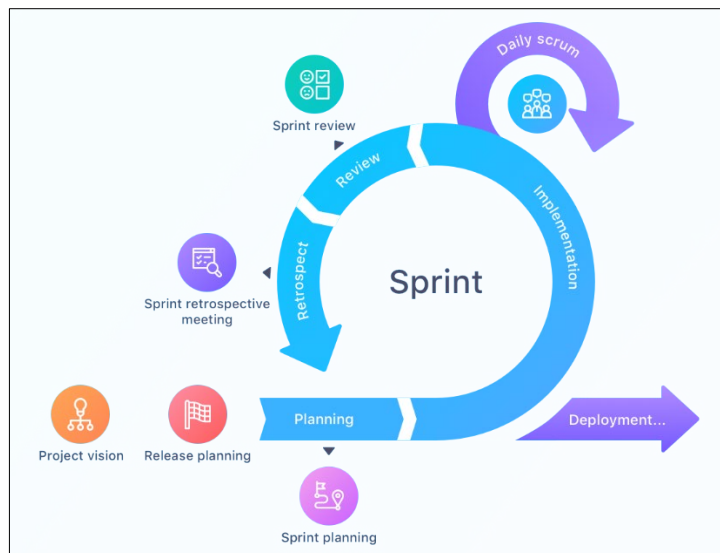 Daily scrum
Sprint review
Review
Implementation
Sprint
Retrospect
Sprint retrospective
meeting
Planning
Deployment...
Project vision
Release planning
Sprint planning